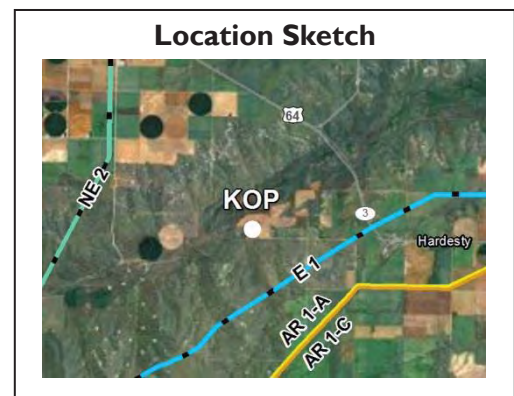 Location Sketch
64
NE 2
KOP
3
Hardesty
E 1
AR 1-A
AR 1-C